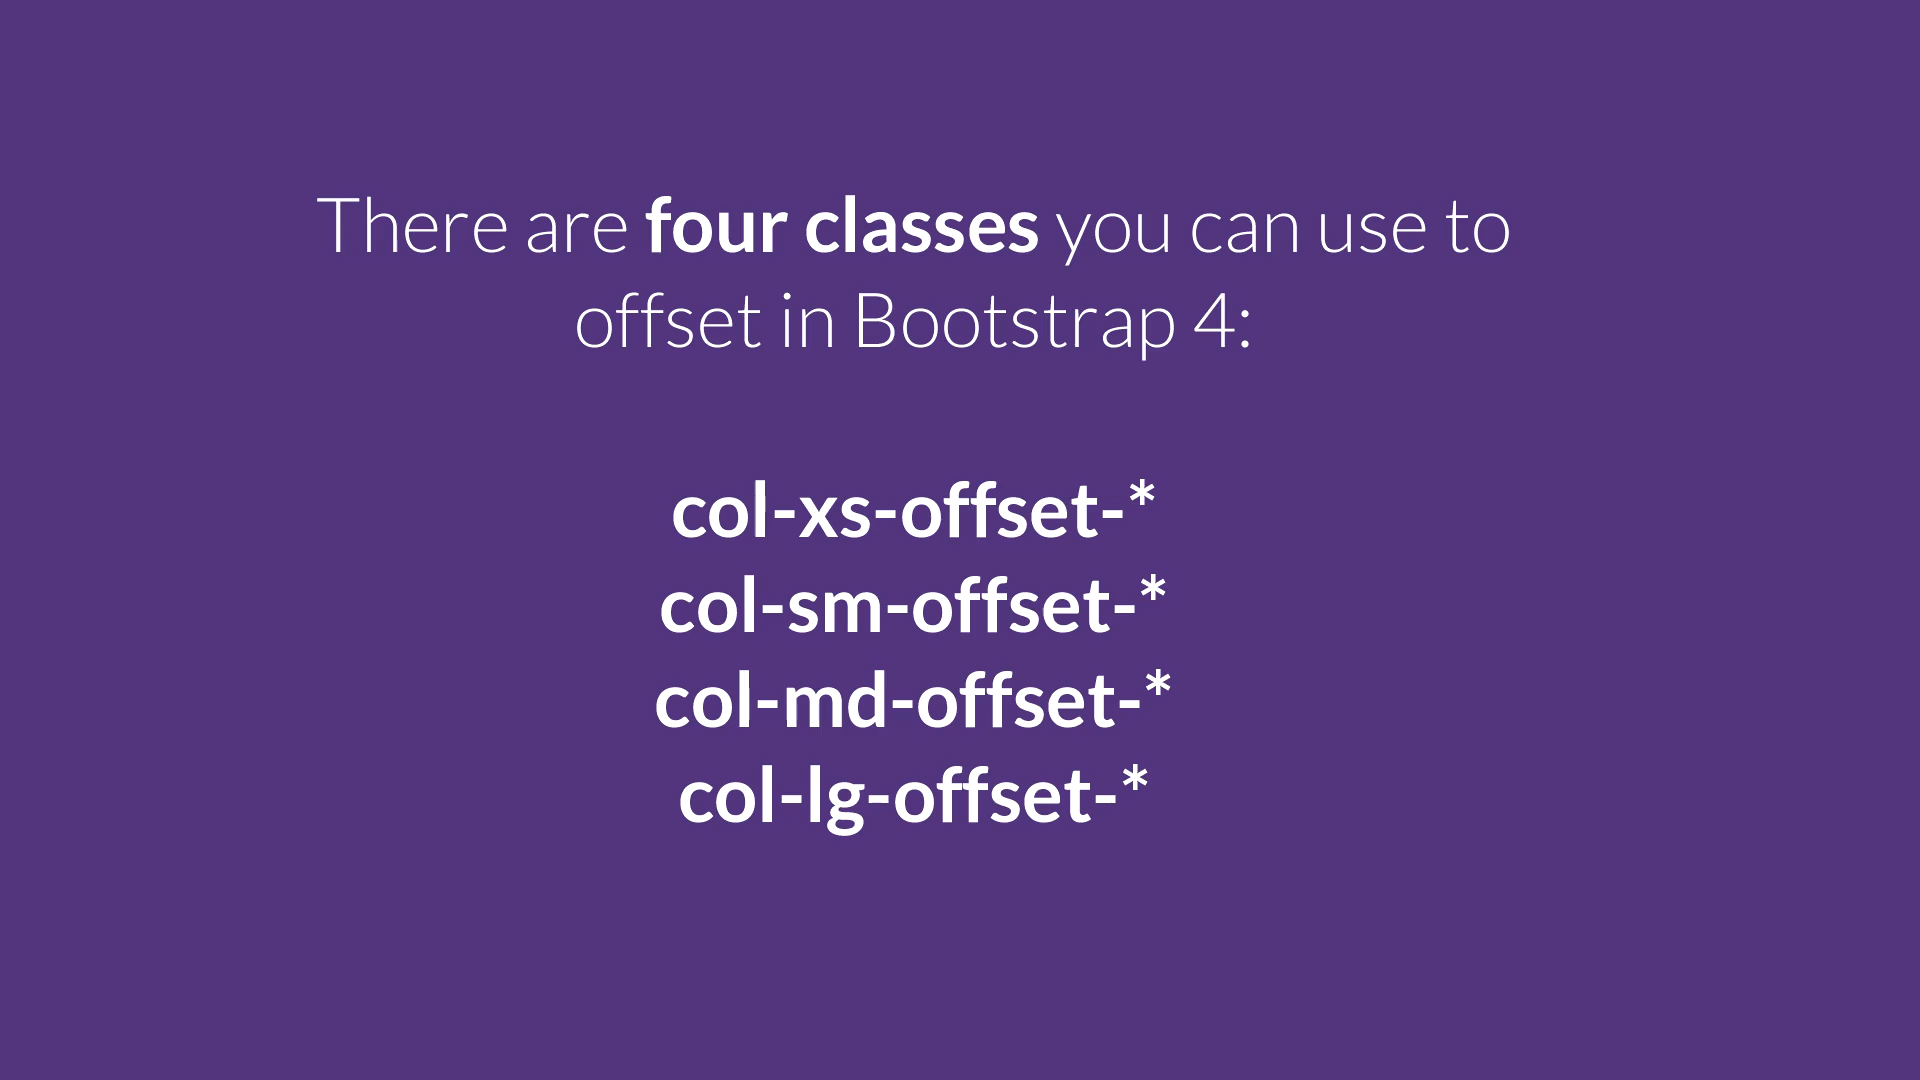 There are four classes you can use to
offset in Bootstrap 4:
col-xs-offset-*
col-sm-offset-*
col-md-offset-*
col-lg-offset-*